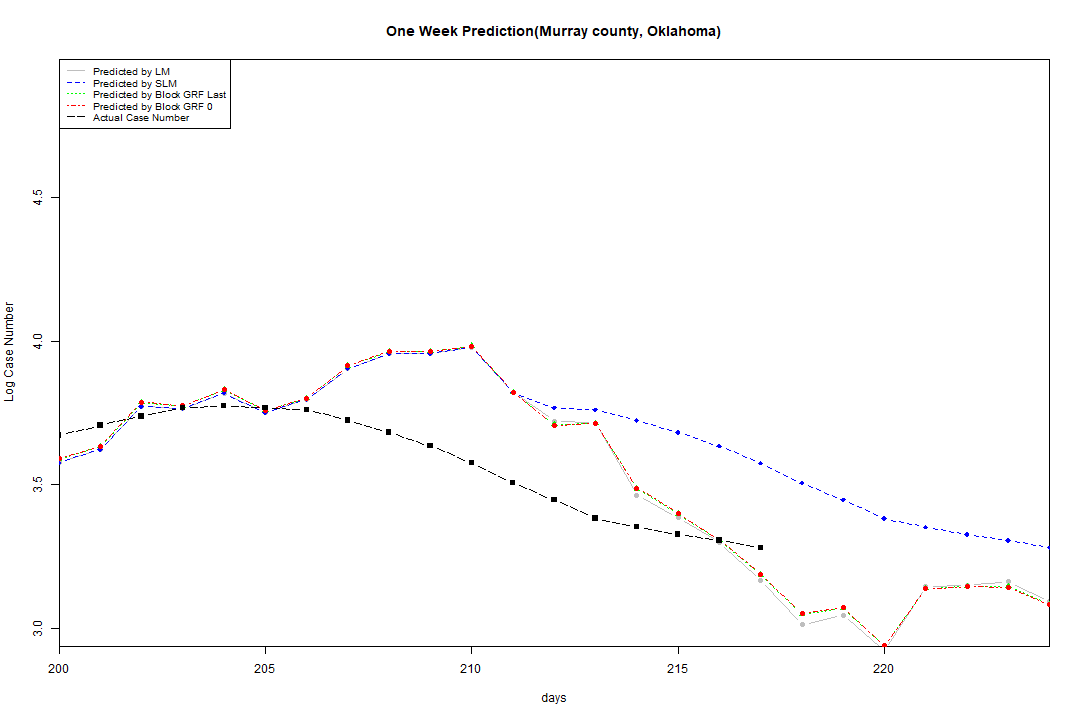 One Week Prediction(Murray county, Oklahoma)
Predicted by LM
Predicted by SLM
Predicted by Block GRF Last
Predicted by Block GRF 0
Actual Case Number
4.5
4.0
3.5
3.0
Log Case Number
200 205 210 215 220
days